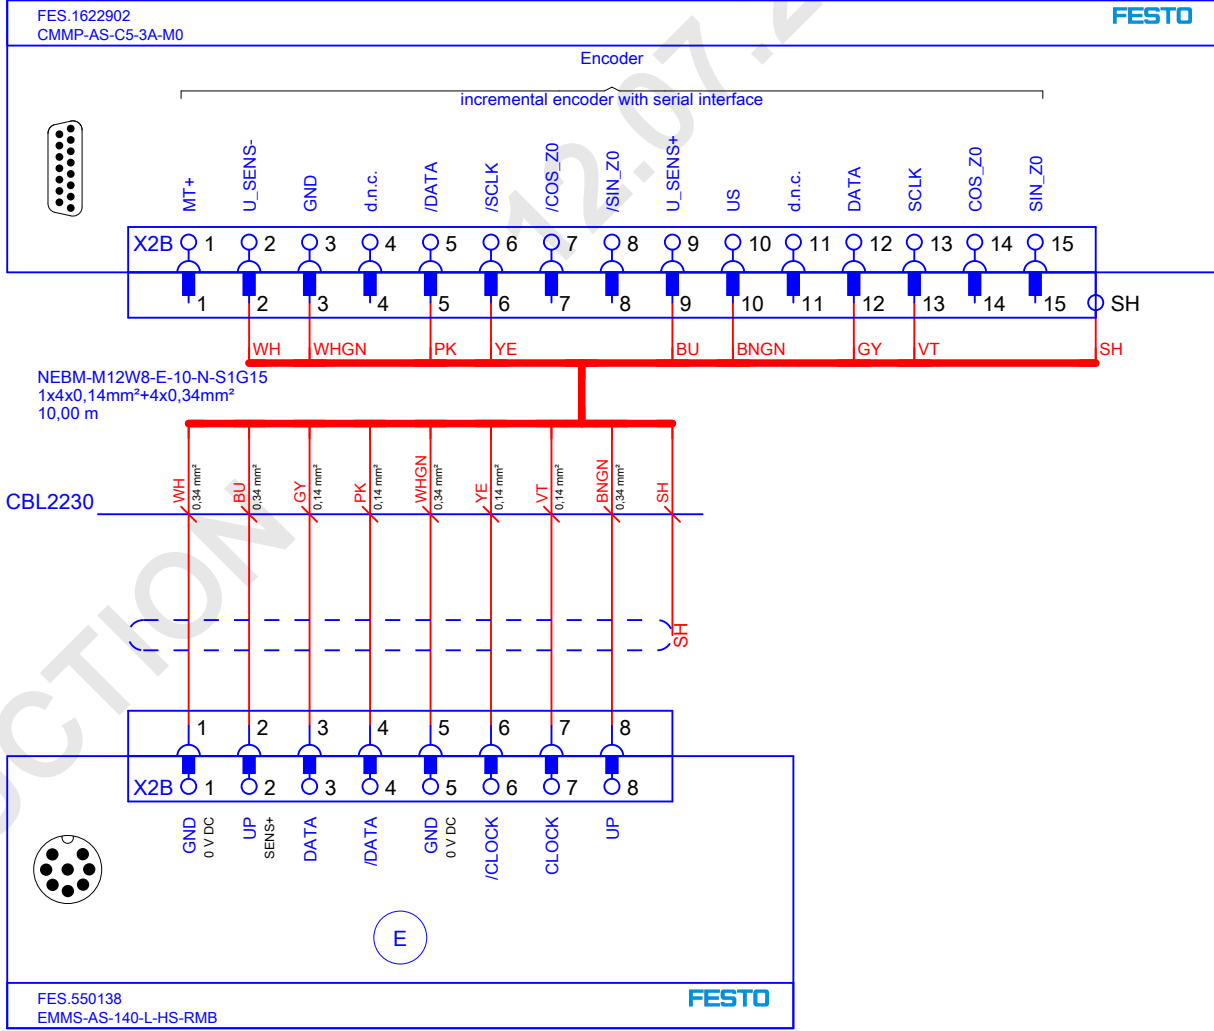 FES.1622902
CMMP-AS-C5-3A-M0
FESTO
Encoder
incremental encoder with serial interface
MT+ U_SENS- GND d.n.c. /DATA /SCLK /COS_Z0 /SIN_Z0 U_SENS+ US d.n.c. DATA SCLK COS_Z0 SIN_Z0
X2B 1 2 3 4 5 6 7 8 9 10 11 12 13 14 15
1 2 3 4 5 6 7 8 9 10 11 12 13 14 15 SH
WH WHGN PK YE BU BNGN GY VT SH
NEBM-M12W8-E-10-N-S1G15
1x4x0,14mm²+4x0,34mm²
10,00 m
WH BU GY PK WHGN YE VT BNGN SH
0,34 mm² 0,34 mm² 0,14 mm² 0,14 mm² 0,34 mm² 0,14 mm² 0,14 mm² 0,34 mm²
CBL2230
SH
1 2 3 4 5 6 7 8
X2B 1 2 3 4 5 6 7 8
GND UP DATA /DATA GND /CLOCK CLOCK UP
0 V DC SENS+ 0 V DC
E
FES.550138
EMMS-AS-140-L-HS-RMB
FESTO
12.07.2
UCTION